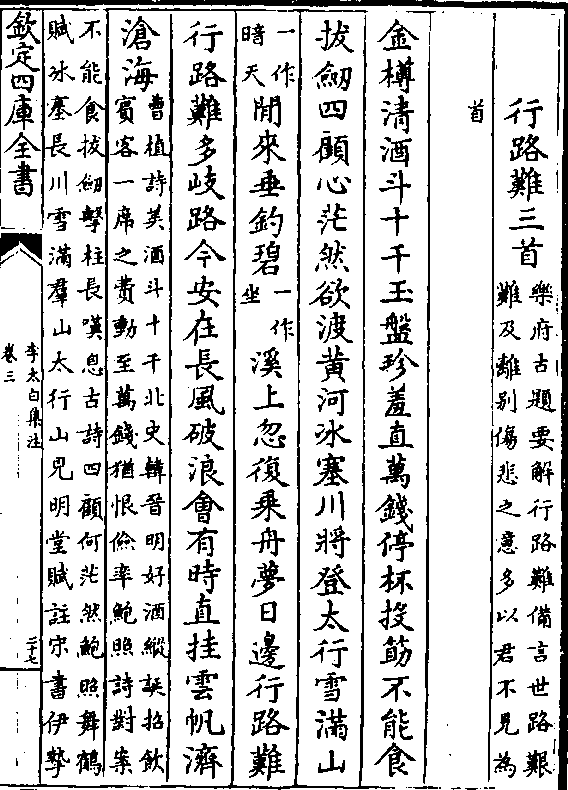 行路難三首樂府古題要解行路難備言世路艱
難及離別傷悲之意多以君不見為
首
金樽清酒斗十千玉盤珍羞直萬錢停杯投筯不能食
拔劒四顧心茫然欲渡黃河冰塞川將登太行雪滿山
一作
暗天閒來垂釣碧一作
坐溪上忽復乘舟夢日邊行路難
行路難多歧路今安在長風破浪會有時直挂雲帆濟
滄海曹植詩美酒斗十千北史韓晉明好酒縱誕招飲
賓客一席之費動至萬錢猶恨儉率鮑照詩對案
不能食拔劒擊柱長嘆息古詩四顧何茫然鮑照舞鶴
賦冰塞長川雪滿羣山太行山見明堂賦註宋書伊摯
欽定四庫全書
李太白集注
卷三
二十七